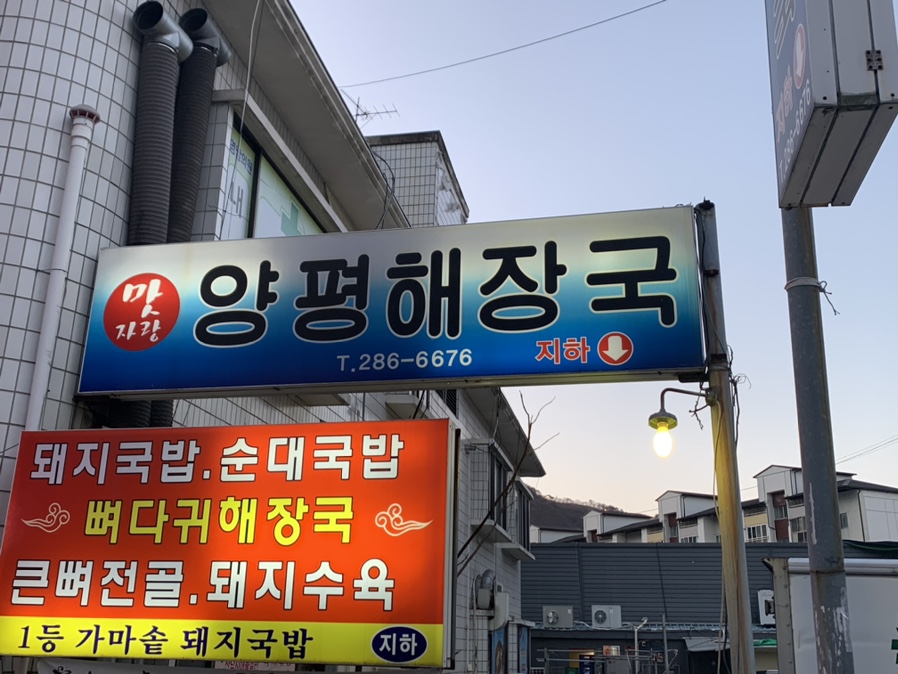 맛
자랑
양평해장국
T.286-6676
지하
돼지국밥.순대국밥
뼈다귀해장국
큰뼈전골.돼지수육
1등 가마솥 돼지국밥
지하
286-6676